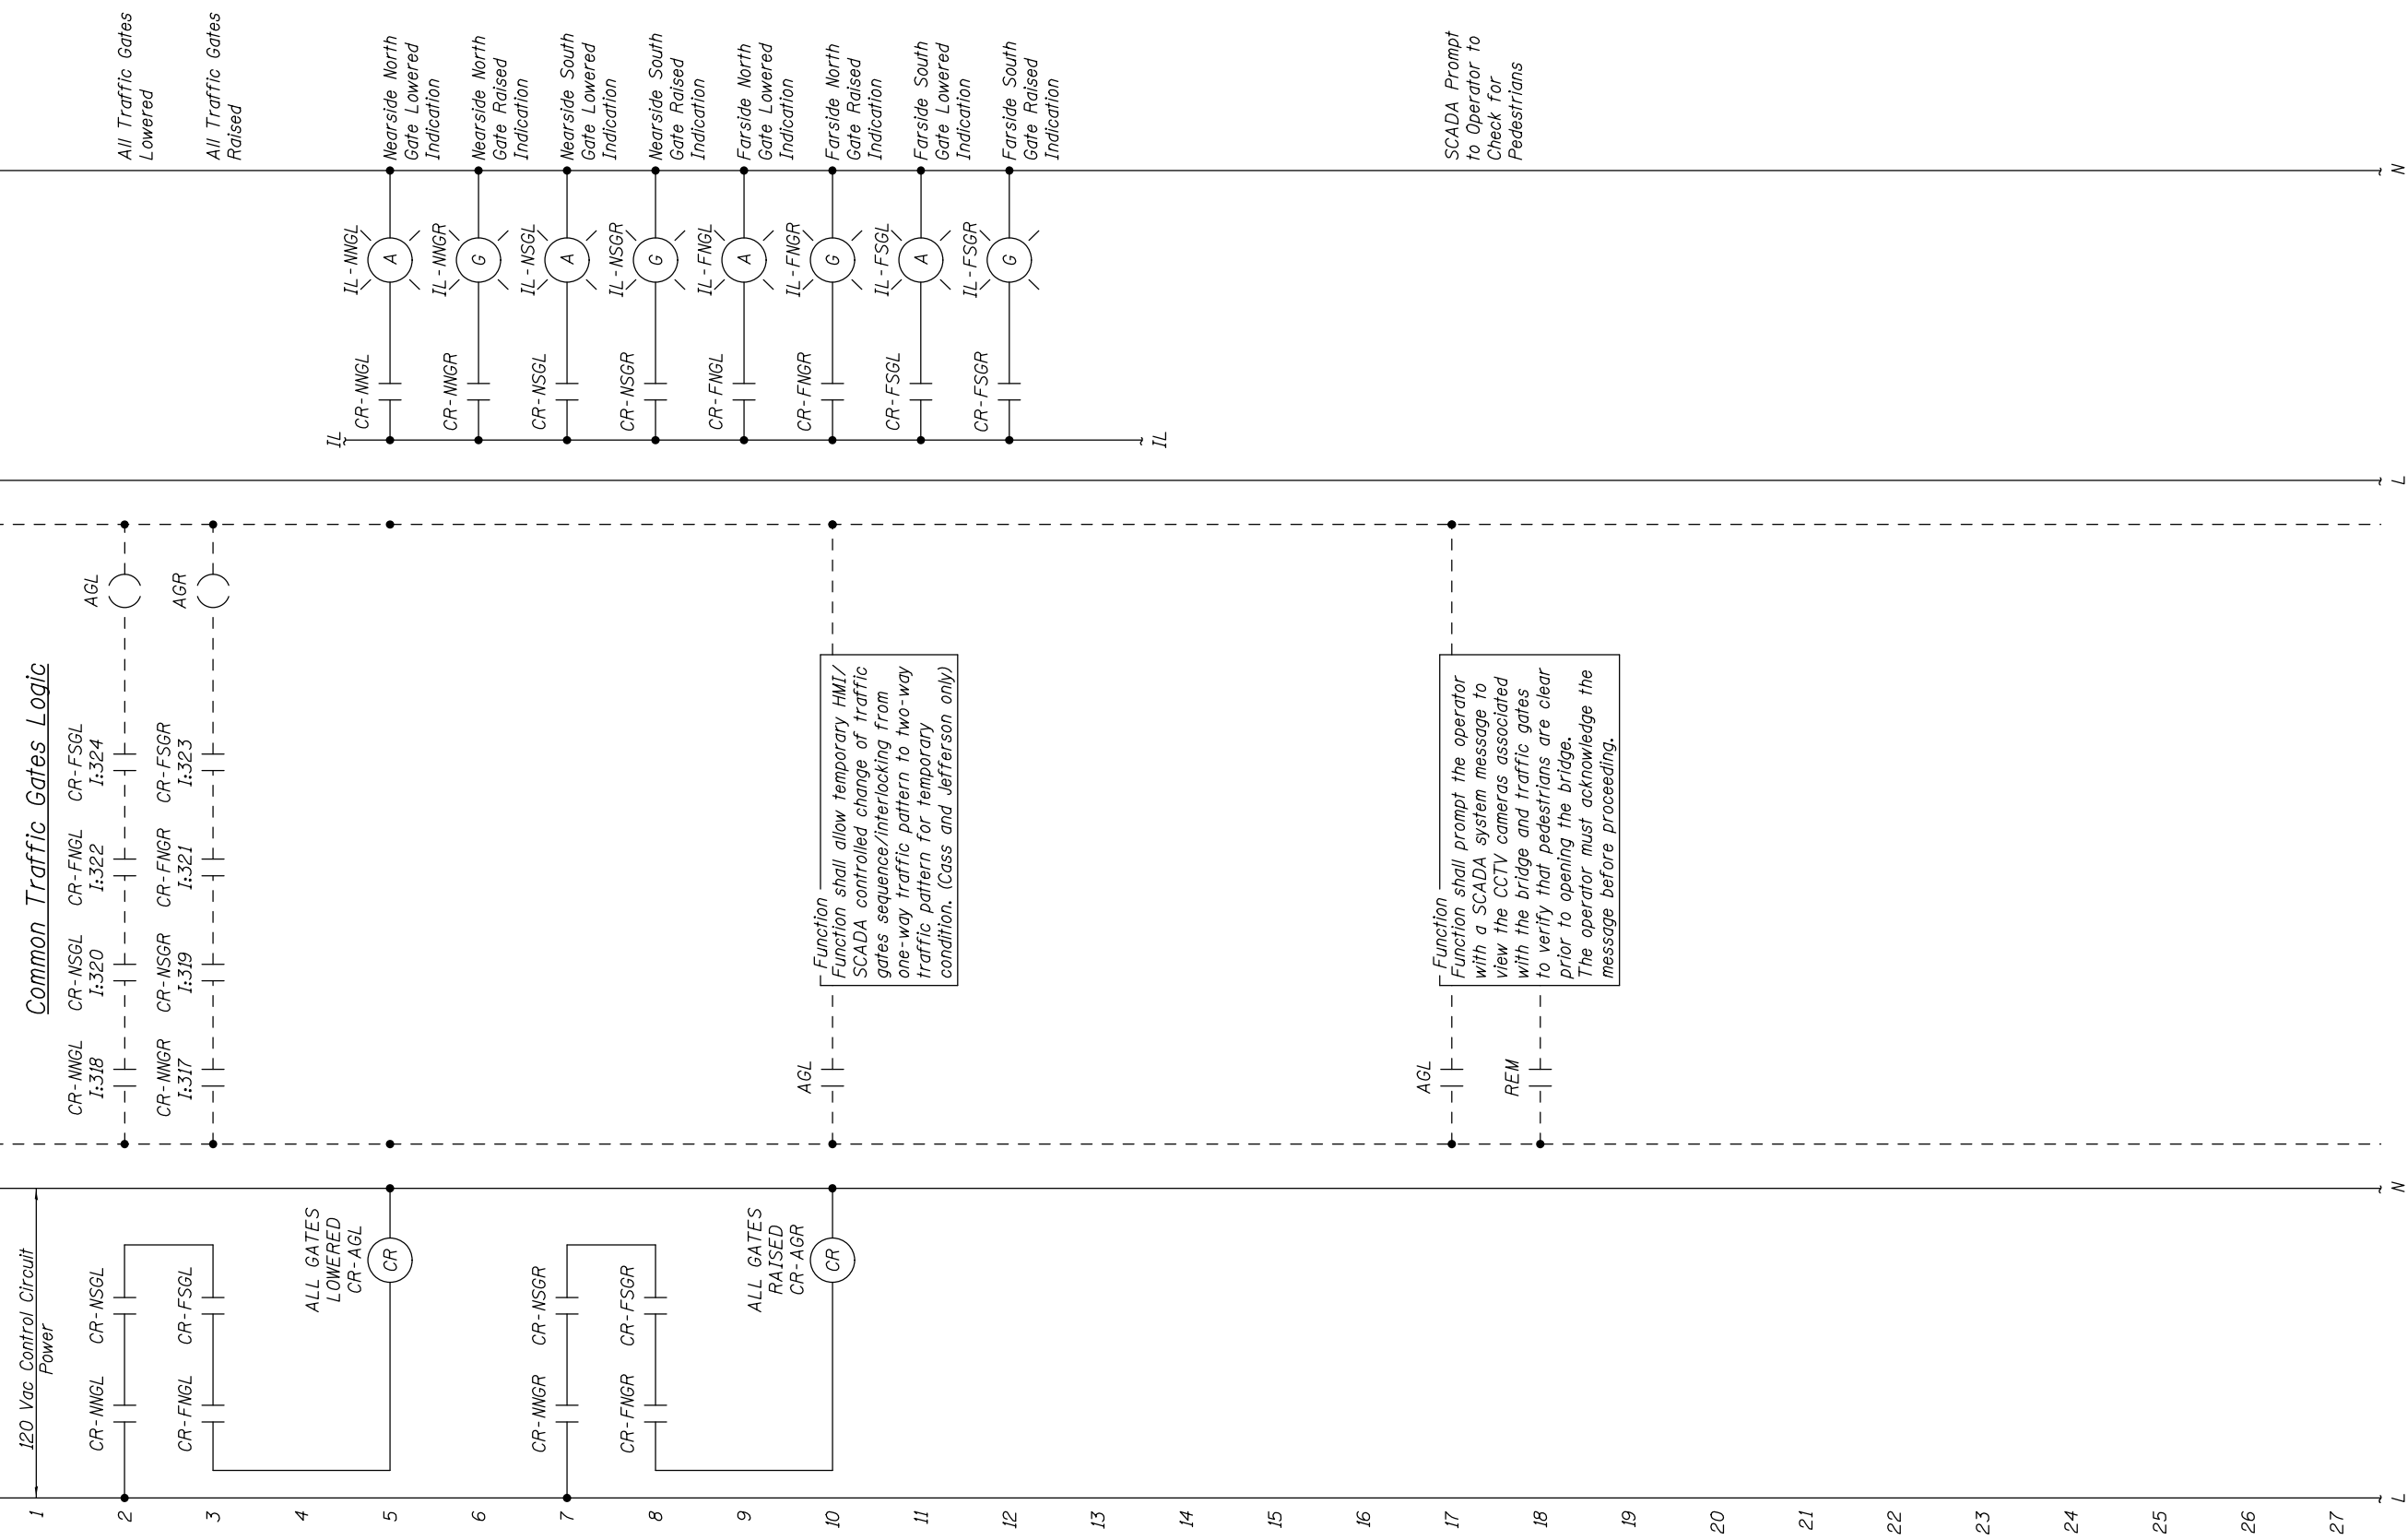 Common Traffic Gates Logic
120 Vac Control Circuit
Power
1
2
CR-NNGL
CR-NSGL
CR-NNGL
I:318
CR-NSGL
I:320
CR-FNGL
I:322
CR-FSGL
I:324
AGL
All Traffic Gates
Lowered
3
CR-FNGL
CR-FSGL
CR-NNGR
I:317
CR-NSGR
I:319
CR-FNGR
I:321
CR-FSGR
I:323
AGR
All Traffic Gates
Raised
4
5
ALL GATES
LOWERED
CR-AGL
CR
IL
CR-NNGL
IL-NNGL
A
Nearside North
Gate Lowered
Indication
6
CR-NNGR
IL-NNGR
G
Nearside North
Gate Raised
Indication
7
CR-NNGR
CR-NSGR
CR-NSGL
IL-NSGL
A
Nearside South
Gate Lowered
Indication
8
CR-FNGR
CR-FSGR
CR-NSGR
IL-NSGR
G
Nearside South
Gate Raised
Indication
9
CR-FNGL
IL-FNGL
A
Farside North
Gate Lowered
Indication
10
ALL GATES
RAISED
CR-AGR
CR
AGL
Function
Function shall allow temporary HMI/
SCADA controlled change of traffic
gates sequence/interlocking from
one-way traffic pattern to two-way
traffic pattern for temporary
condition. (Cass and Jefferson only)
CR-FNGR
IL-FNGR
G
Farside North
Gate Raised
Indication
11
CR-FSGL
IL-FSGL
A
Farside South
Gate Lowered
Indication
12
CR-FSGR
IL-FSGR
G
Farside South
Gate Raised
Indication
13
IL
14
15
16
17
AGL
Function
Function shall prompt the operator
with a SCADA system message to
view the CCTV cameras associated
with the bridge and traffic gates
to verify that pedestrians are clear
prior to opening the bridge.
The operator must acknowledge the
message before proceeding.
SCADA Prompt
to Operator to
Check for
Pedestrians
18
REM
19
20
21
22
23
24
25
26
27
L
N
L
N